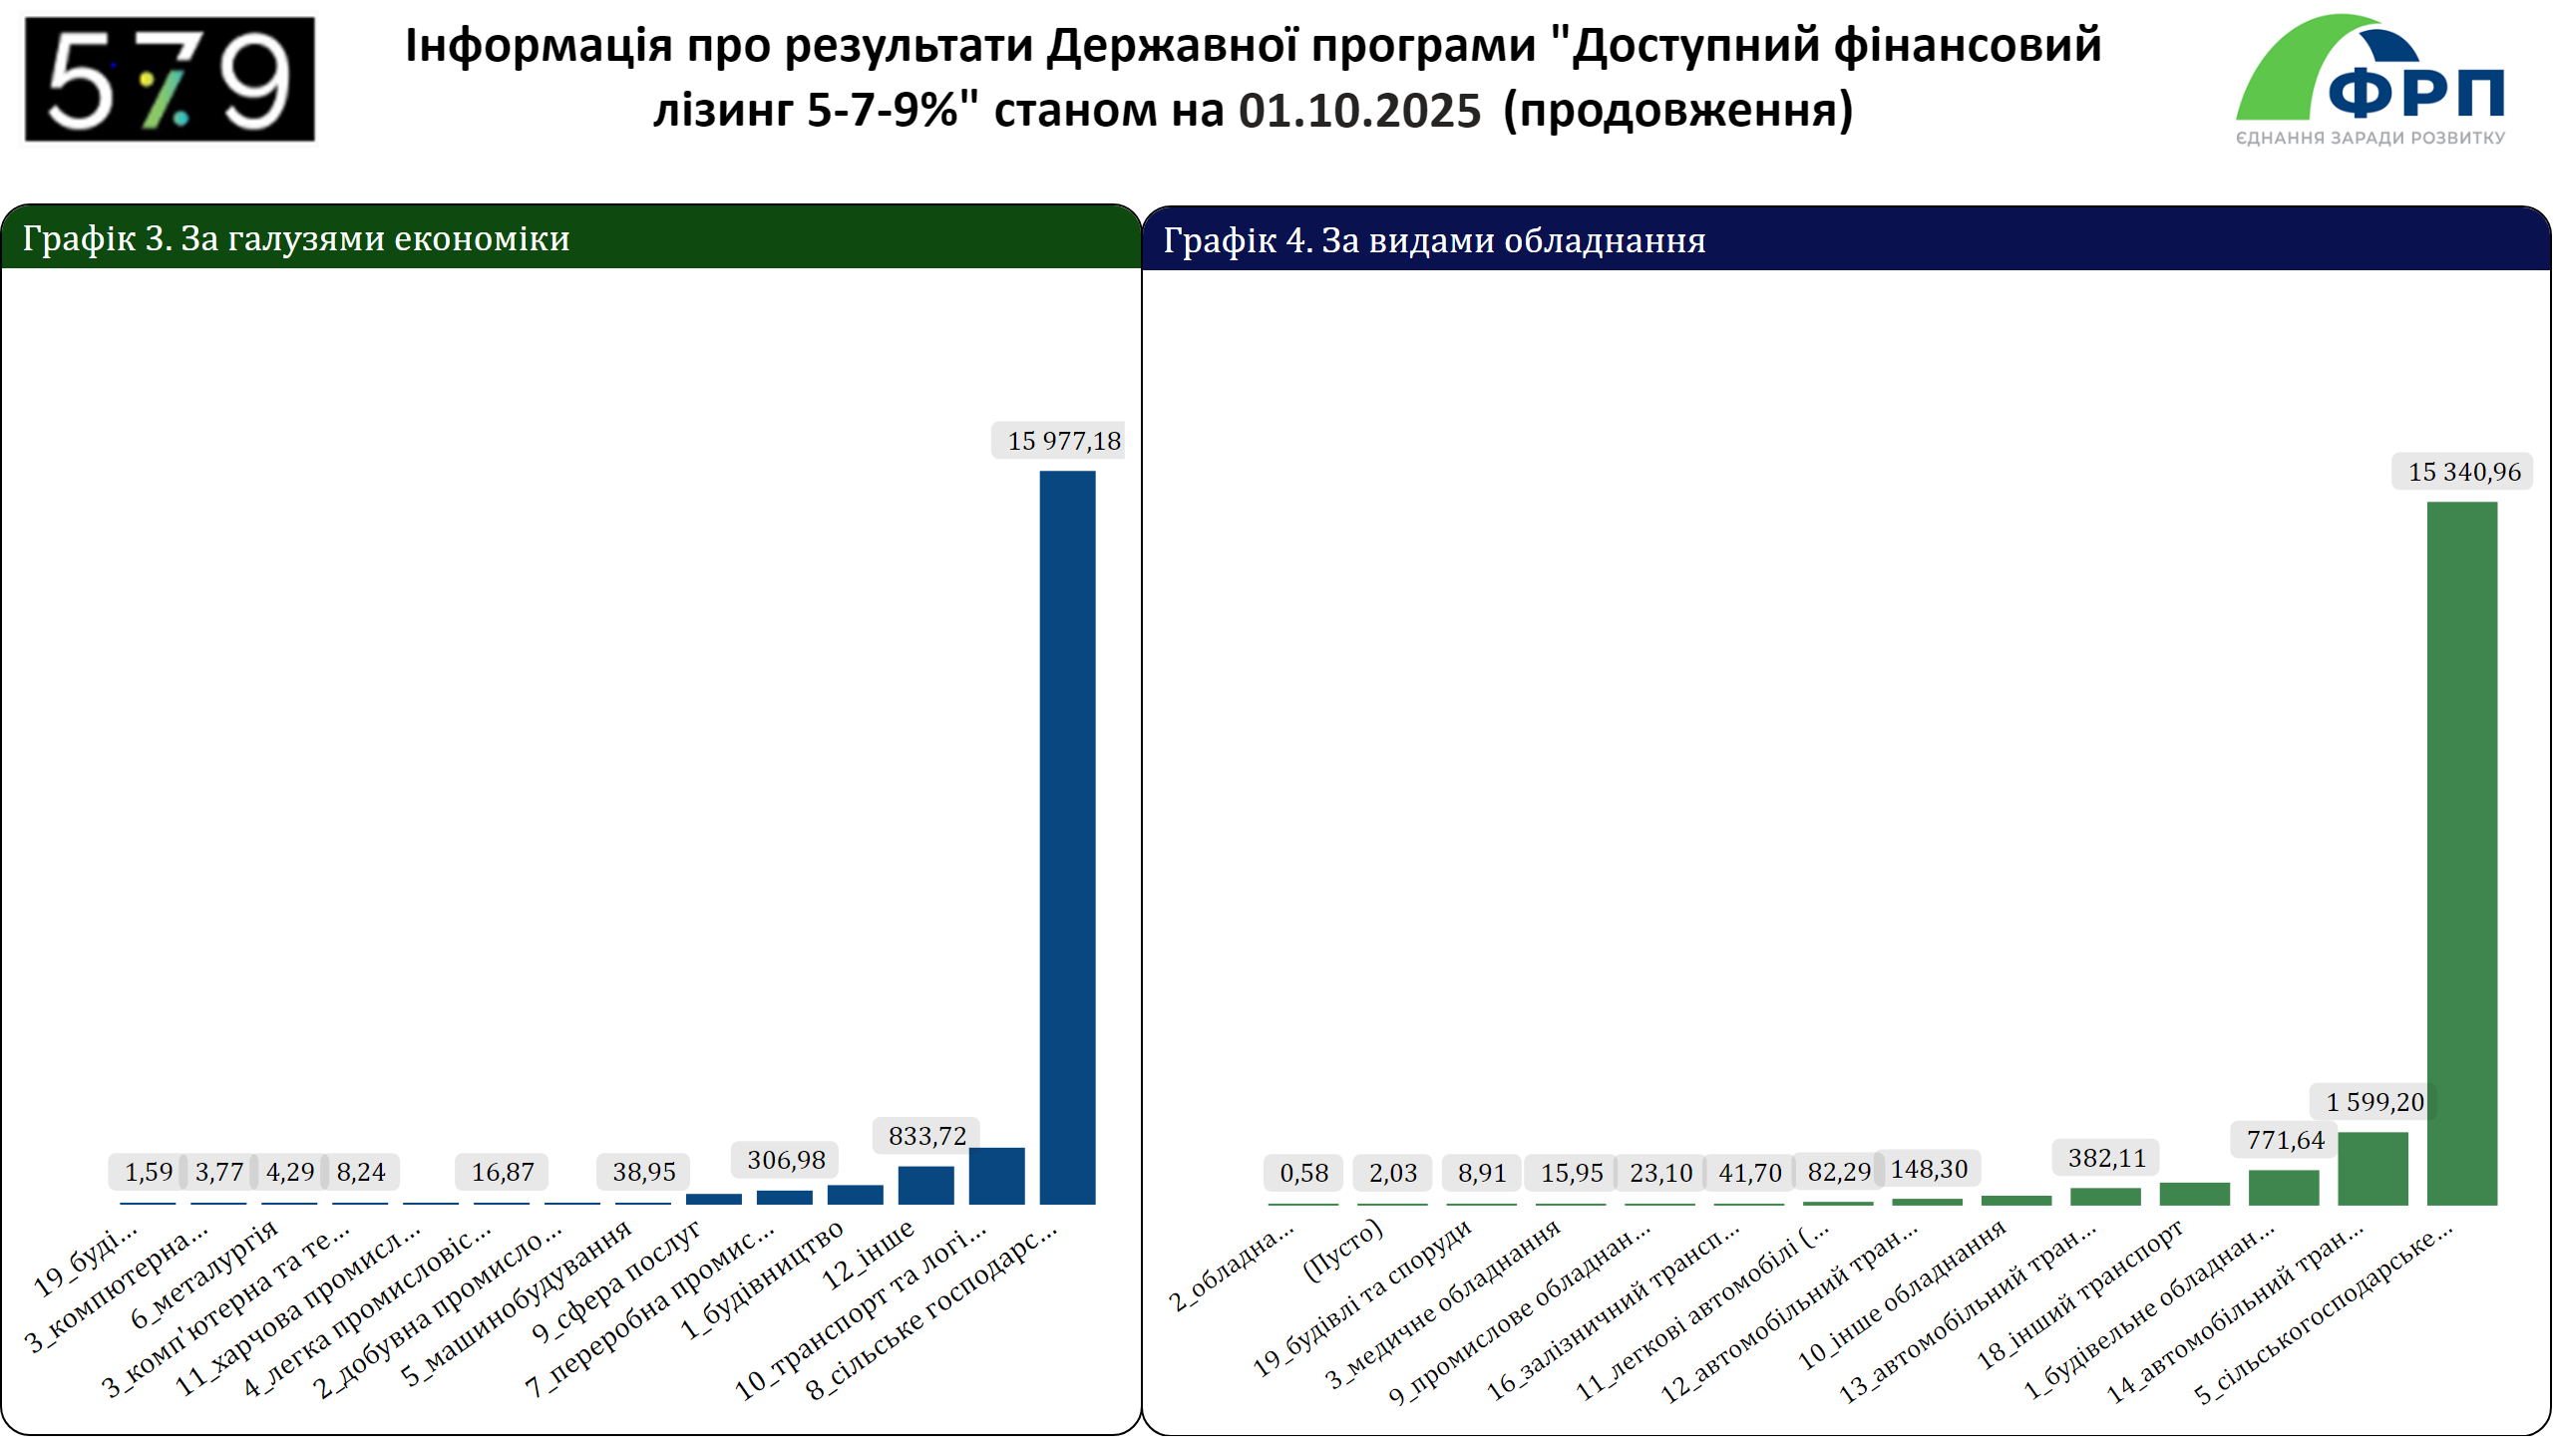 579
Інформація про результати Державної програми "Доступний фінансовий
лізинг 5-7-9%" станом на 01.10.2025 (продовження)
ФРП
ЄДНАННЯ ЗАРАДИ РОЗВИТКУ
Графік 3. За галузями економіки
15 977,18
833,72
306,98
1,59
3,77
4,29
8,24
16,87
38,95
19_буді...
3_компютерна...
6_металургія
3_комп'ютерна та те...
11_харчова промисл...
4_легка промисловіс...
2_добувна промисло...
5_машинобудування
9_сфера послуг
7_переробна промис...
1_будівництво
12_інше
10_транспорт та логі...
8_сільське господарс...
Графік 4. За видами обладнання
15 340,96
1 599,20
771,64
382,11
0,58
2,03
8,91
15,95
23,10
41,70
82,29
148,30
2_обладна...
(Пусто)
19_будівлі та споруди
3_медичне обладнання
9_промислове обладнан...
16_залізничний трансп...
11_легкові автомобілі (...
12_автомобільний тран...
10_інше обладнання
13_автомобільний тран...
18_інший транспорт
1_будівельне обладнан...
14_автомобільний тран...
5_сільськогосподарське...